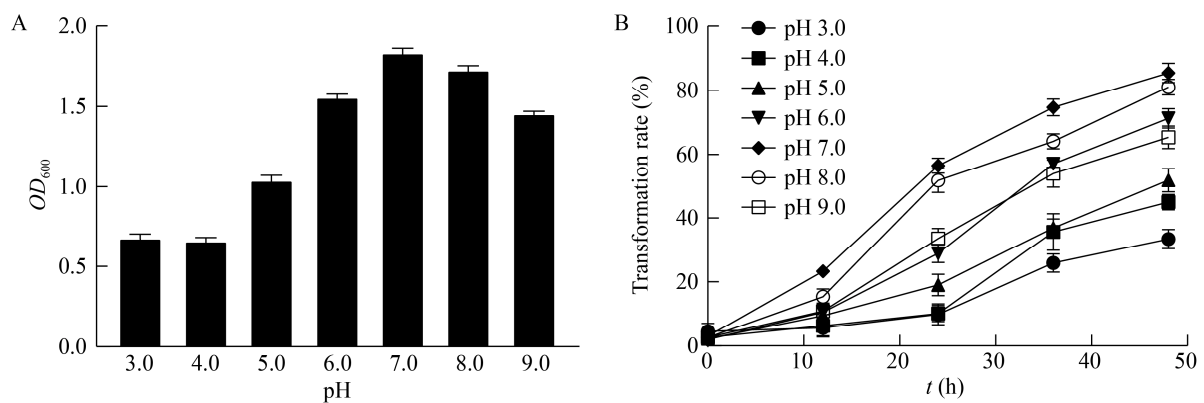 A
2.0
1.5
1.0
0.5
0.0
OD600
3.0 4.0 5.0 6.0 7.0 8.0 9.0
pH
B
100
80
60
40
20
0
Transformation rate (%)
pH 3.0
pH 4.0
pH 5.0
pH 6.0
pH 7.0
pH 8.0
pH 9.0
0 10 20 30 40 50
t (h)